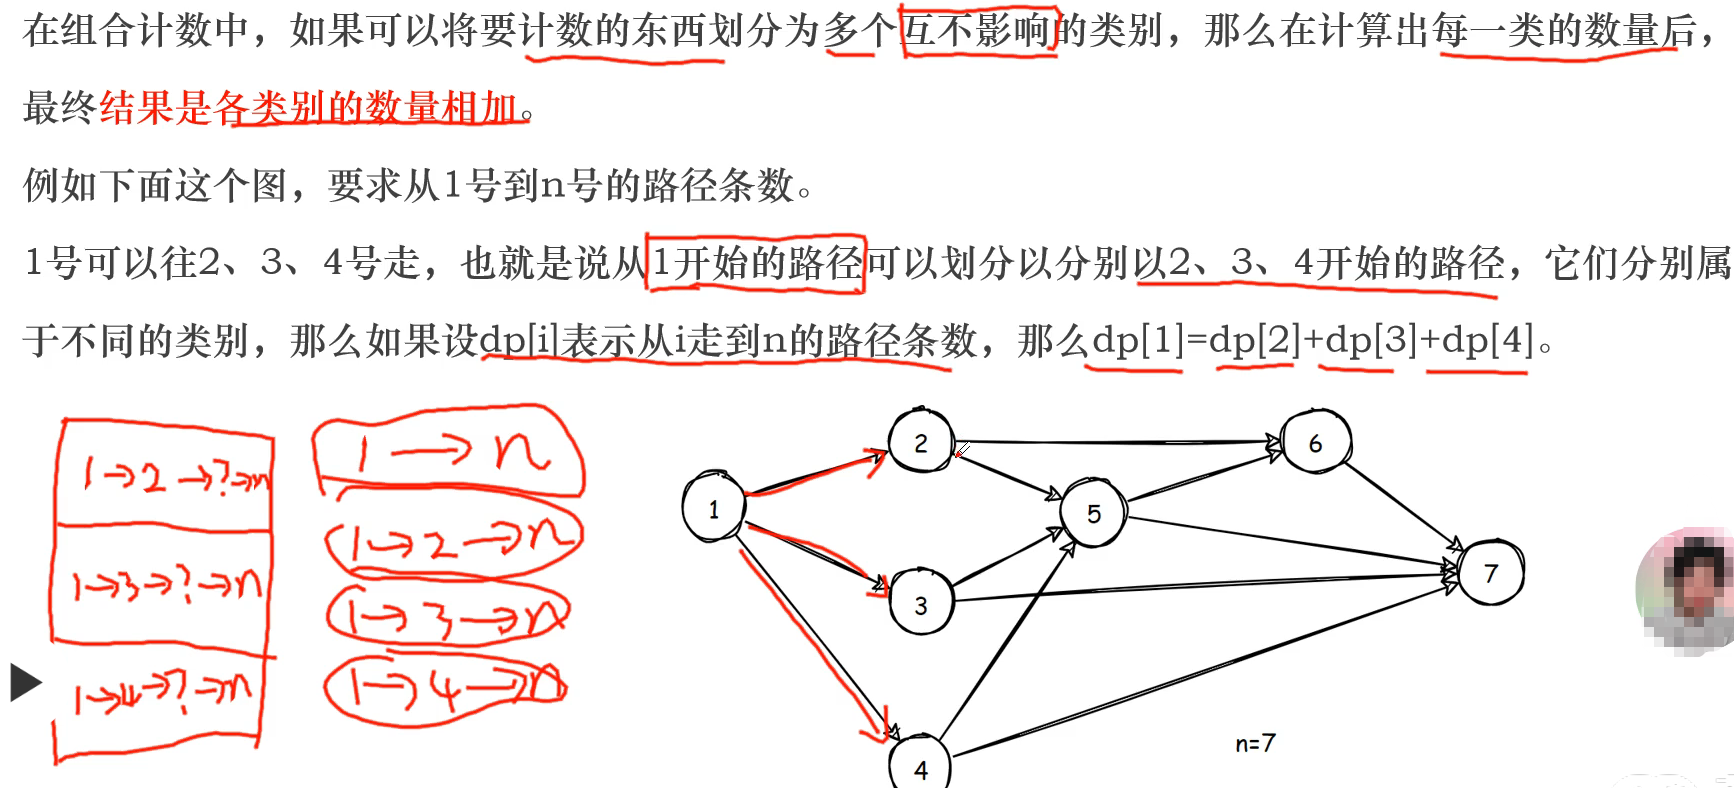 在组合计数中，如果可以将要计数的东西划分为多个互不影响的类别，那么在计算出每一类的数量后，
最终结果是各类别的数量相加。
例如下面这个图，要求从1号到n号的路径条数。
1号可以往2、3、4号走，也就是说从1开始的路径可以划分以分别以2、3、4开始的路径，它们分别属
于不同的类别，那么如果设dp[i]表示从i走到n的路径条数，那么dp[1]=dp[2]+dp[3]+dp[4]。
1→2→?→n
1→3→?→n
1→4→?→n
1→n
1→2→n
1→3→n
1→4→n
1
2
3
4
5
6
7
n=7